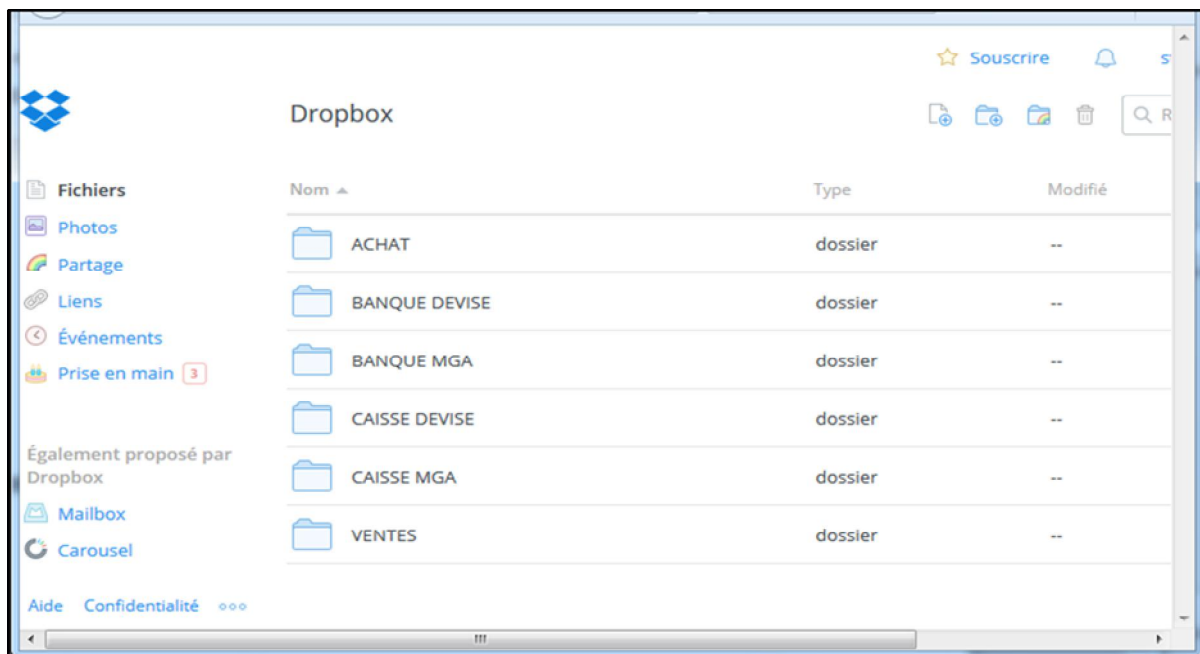 Souscrire
Dropbox
Fichiers
Photos
Partage
Liens
Événements
Prise en main 3
Également proposé par
Dropbox
Mailbox
Carousel
Aide Confidentialité
Nom Type Modifié
ACHAT dossier --
BANQUE DEVISE dossier --
BANQUE MGA dossier --
CAISSE DEVISE dossier --
CAISSE MGA dossier --
VENTES dossier --